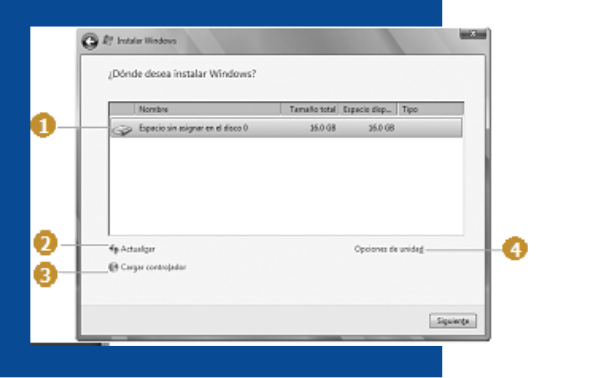 Instalar Windows
¿Dónde desea instalar Windows?
Nombre Tamaño total Espacio disp... Tipo
1 Espacio sin asignar en el disco 0 16.0 GB 16.0 GB
2 Actualizar Opciones de unidad 4
3 Cargar controlador
Siguiente